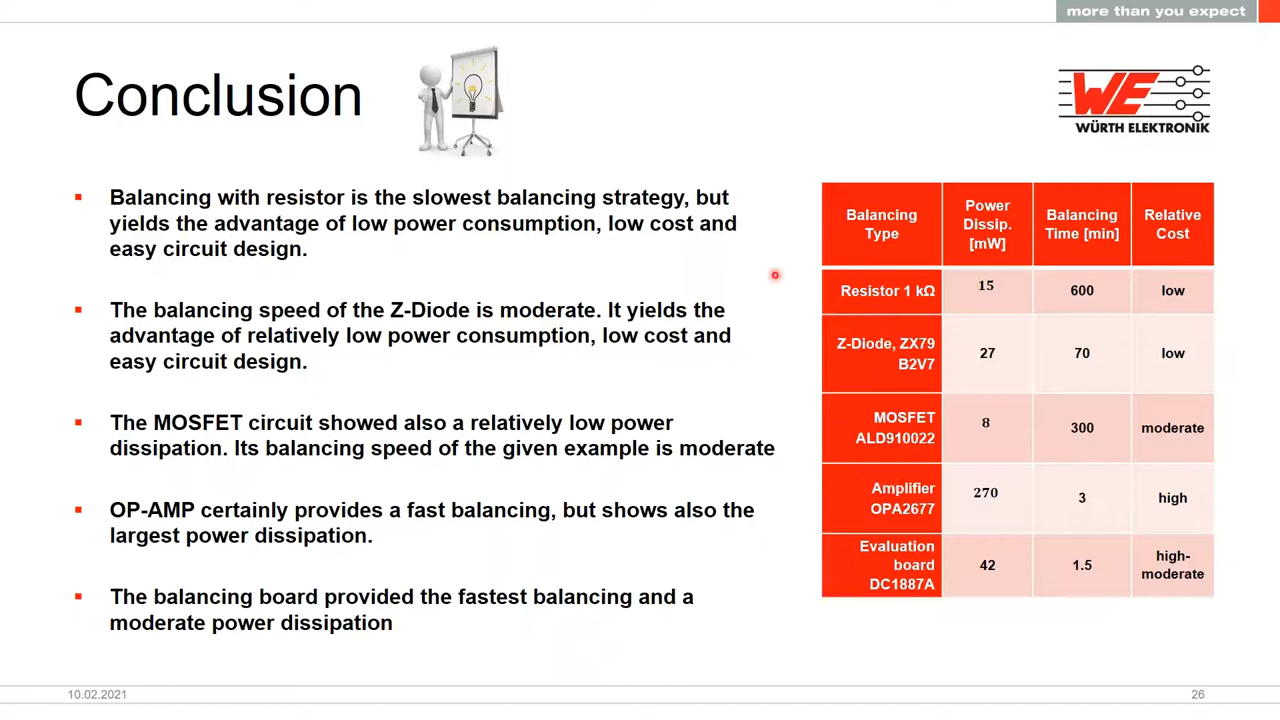 more than you expect
Conclusion
WE
WÜRTH ELEKTRONIK
▪ Balancing with resistor is the slowest balancing strategy, but
yields the advantage of low power consumption, low cost and
easy circuit design.
▪ The balancing speed of the Z-Diode is moderate. It yields the
advantage of relatively low power consumption, low cost and
easy circuit design.
▪ The MOSFET circuit showed also a relatively low power
dissipation. Its balancing speed of the given example is moderate
▪ OP-AMP certainly provides a fast balancing, but shows also the
largest power dissipation.
▪ The balancing board provided the fastest balancing and a
moderate power dissipation
Balancing Type | Power Dissip. [mW] | Balancing Time [min] | Relative Cost
Resistor 1 kΩ | 15 | 600 | low
Z-Diode, ZX79 B2V7 | 27 | 70 | low
MOSFET ALD910022 | 8 | 300 | moderate
Amplifier OPA2677 | 270 | 3 | high
Evaluation board DC1887A | 42 | 1.5 | high-moderate
10.02.2021
26